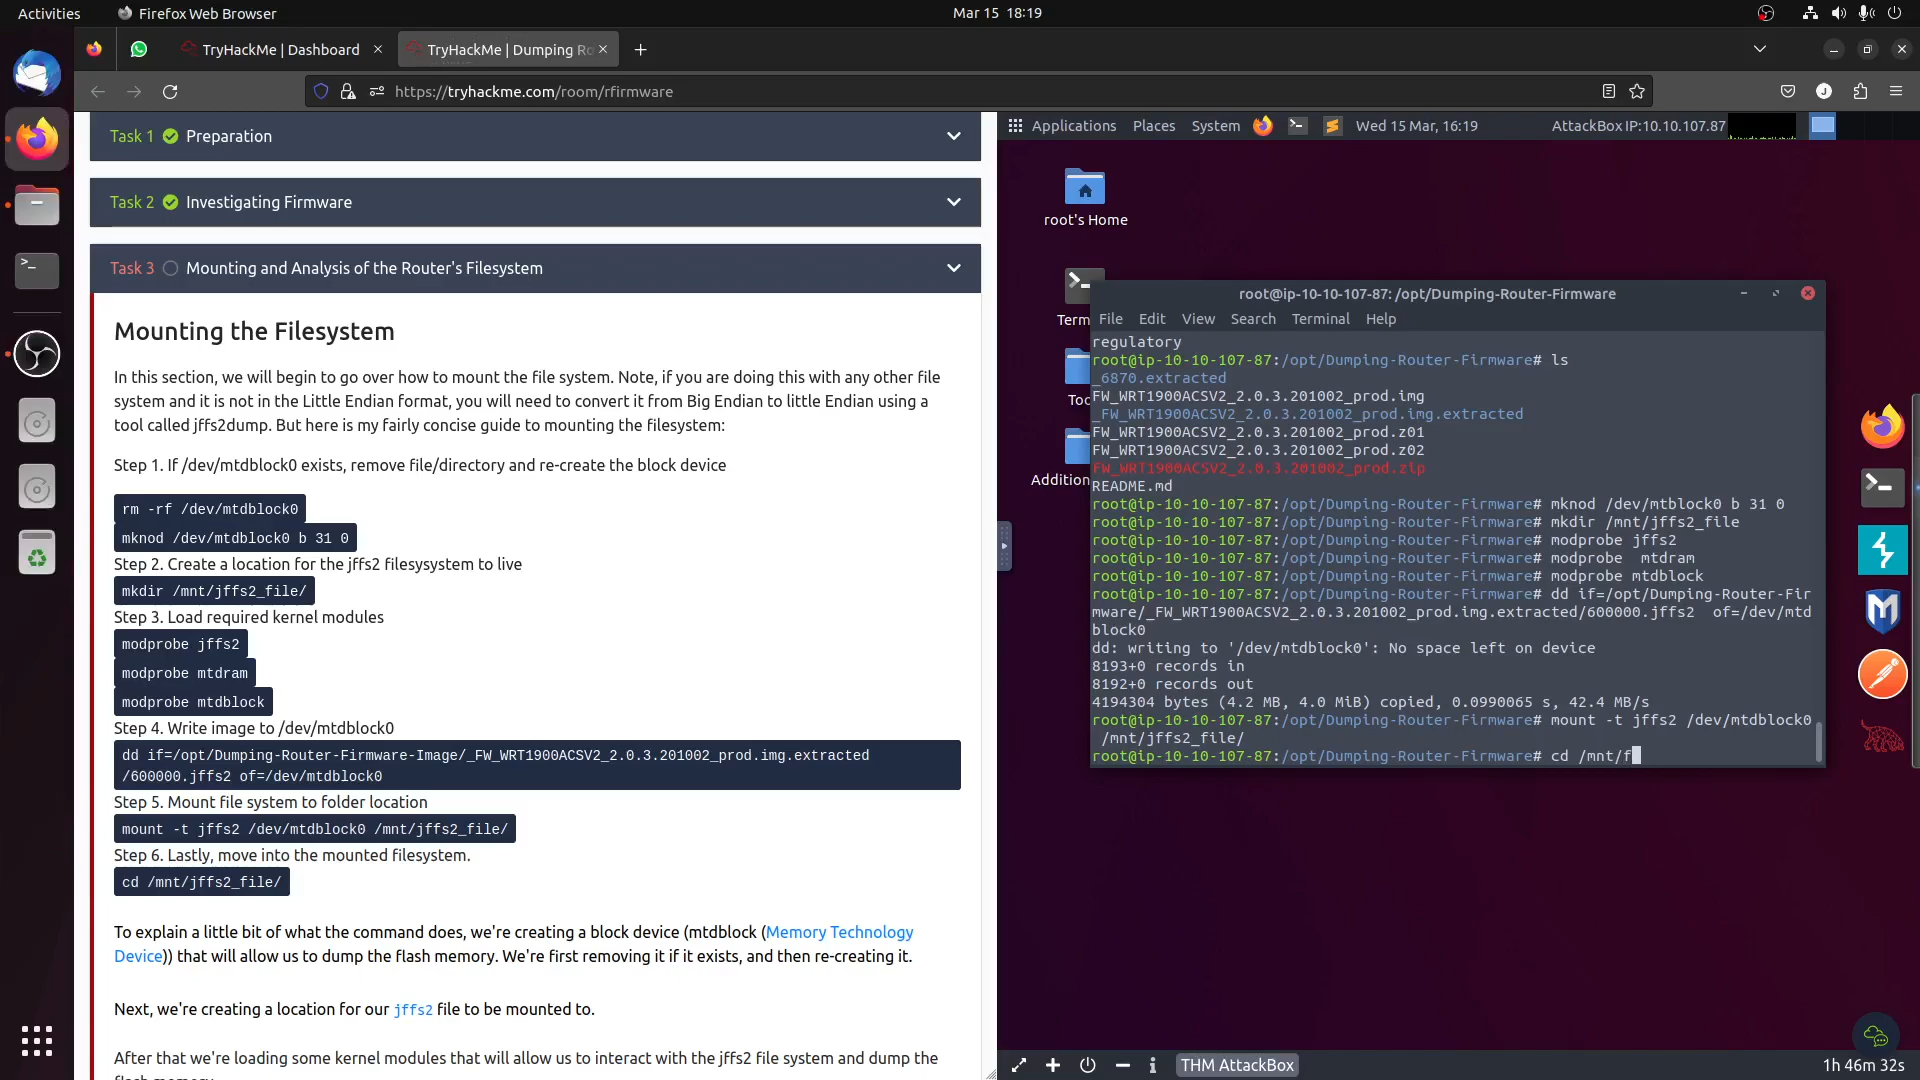 Activities
Firefox Web Browser
Mar 15 18:19
TryHackMe | Dashboard
TryHackMe | Dumping Ro
https://tryhackme.com/room/rfirmware
Task 1 Preparation
Task 2 Investigating Firmware
Task 3 Mounting and Analysis of the Router's Filesystem
Mounting the Filesystem
In this section, we will begin to go over how to mount the file system. Note, if you are doing this with any other file
system and it is not in the Little Endian format, you will need to convert it from Big Endian to little Endian using a
tool called jffs2dump. But here is my fairly concise guide to mounting the filesystem:
Step 1. If /dev/mtdblock0 exists, remove file/directory and re-create the block device
rm -rf /dev/mtdblock0
mknod /dev/mtdblock0 b 31 0
Step 2. Create a location for the jffs2 filesysystem to live
mkdir /mnt/jffs2_file/
Step 3. Load required kernel modules
modprobe jffs2
modprobe mtdram
modprobe mtdblock
Step 4. Write image to /dev/mtdblock0
dd if=/opt/Dumping-Router-Firmware-Image/_FW_WRT1900ACSV2_2.0.3.201002_prod.img.extracted
/600000.jffs2 of=/dev/mtdblock0
Step 5. Mount file system to folder location
mount -t jffs2 /dev/mtdblock0 /mnt/jffs2_file/
Step 6. Lastly, move into the mounted filesystem.
cd /mnt/jffs2_file/
To explain a little bit of what the command does, we're creating a block device (mtdblock (Memory Technology
Device)) that will allow us to dump the flash memory. We're first removing it if it exists, and then re-creating it.
Next, we're creating a location for our jffs2 file to be mounted to.
After that we're loading some kernel modules that will allow us to interact with the jffs2 file system and dump the
flash memory.
Applications Places System
Wed 15 Mar, 16:19
AttackBox IP:10.10.107.87
root's Home
Term
Too
Addition
root@ip-10-10-107-87: /opt/Dumping-Router-Firmware
File Edit View Search Terminal Help
regulatory
root@ip-10-10-107-87:/opt/Dumping-Router-Firmware# ls
_6870.extracted
FW_WRT1900ACSV2_2.0.3.201002_prod.img
_FW_WRT1900ACSV2_2.0.3.201002_prod.img.extracted
FW_WRT1900ACSV2_2.0.3.201002_prod.z01
FW_WRT1900ACSV2_2.0.3.201002_prod.z02
FW_WRT1900ACSV2_2.0.3.201002_prod.zip
README.md
root@ip-10-10-107-87:/opt/Dumping-Router-Firmware# mknod /dev/mtblock0 b 31 0
root@ip-10-10-107-87:/opt/Dumping-Router-Firmware# mkdir /mnt/jffs2_file
root@ip-10-10-107-87:/opt/Dumping-Router-Firmware# modprobe jffs2
root@ip-10-10-107-87:/opt/Dumping-Router-Firmware# modprobe  mtdram
root@ip-10-10-107-87:/opt/Dumping-Router-Firmware# modprobe mtdblock
root@ip-10-10-107-87:/opt/Dumping-Router-Firmware# dd if=/opt/Dumping-Router-Fir
mware/_FW_WRT1900ACSV2_2.0.3.201002_prod.img.extracted/600000.jffs2  of=/dev/mtd
block0
dd: writing to '/dev/mtdblock0': No space left on device
8193+0 records in
8192+0 records out
4194304 bytes (4.2 MB, 4.0 MiB) copied, 0.0990065 s, 42.4 MB/s
root@ip-10-10-107-87:/opt/Dumping-Router-Firmware# mount -t jffs2 /dev/mtdblock0
/mnt/jffs2_file/
root@ip-10-10-107-87:/opt/Dumping-Router-Firmware# cd /mnt/f
THM AttackBox
1h 46m 32s